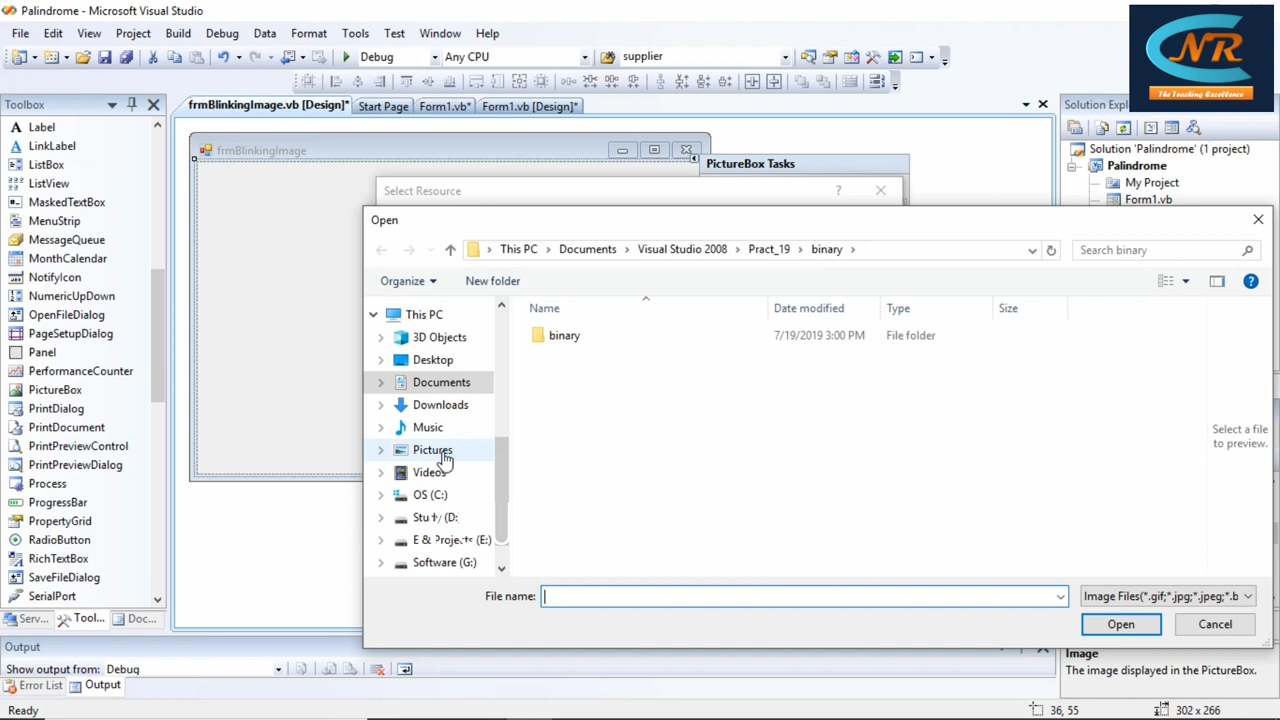 Palindrome - Microsoft Visual Studio
File Edit View Project Build Debug Data Format Tools Test Window Help
Debug Any CPU supplier
NR
The Teaching Excellence
Toolbox
frmBlinkingImage.vb [Design]* Start Page Form1.vb* Form1.vb [Design]*
Solution Explo
Label
LinkLabel
ListBox
ListView
MaskedTextBox
MenuStrip
MessageQueue
MonthCalendar
NotifyIcon
NumericUpDown
OpenFileDialog
PageSetupDialog
Panel
PerformanceCounter
PictureBox
PrintDialog
PrintDocument
PrintPreviewControl
PrintPreviewDialog
Process
ProgressBar
PropertyGrid
RadioButton
RichTextBox
SaveFileDialog
SerialPort
Serv... Tool... Doc...
frmBlinkingImage
PictureBox Tasks
Select Resource ?
Solution 'Palindrome' (1 project)
Palindrome
My Project
Form1.vb
Open
This PC Documents Visual Studio 2008 Pract_19 binary
Search binary
Organize New folder
This PC
3D Objects
Desktop
Documents
Downloads
Music
Pictures
Videos
OS (C:)
E & Projects (E:)
Software (G:)
Name Date modified Type Size
binary 7/19/2019 3:00 PM File folder
Select a file
to preview.
File name: Image Files(*.gif;*.jpg;*.jpeg;*.b
Open Cancel
Output
Show output from: Debug
Error List Output
Image
The image displayed in the PictureBox.
Ready 36, 55 302 x 266